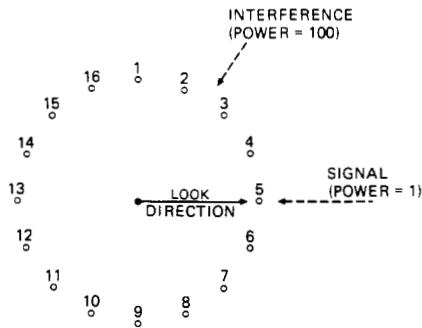 INTERFERENCE
(POWER = 100)
1
16
2
15
3
14
4
13
LOOK
DIRECTION
5
SIGNAL
(POWER = 1)
12
6
11
7
10
8
9